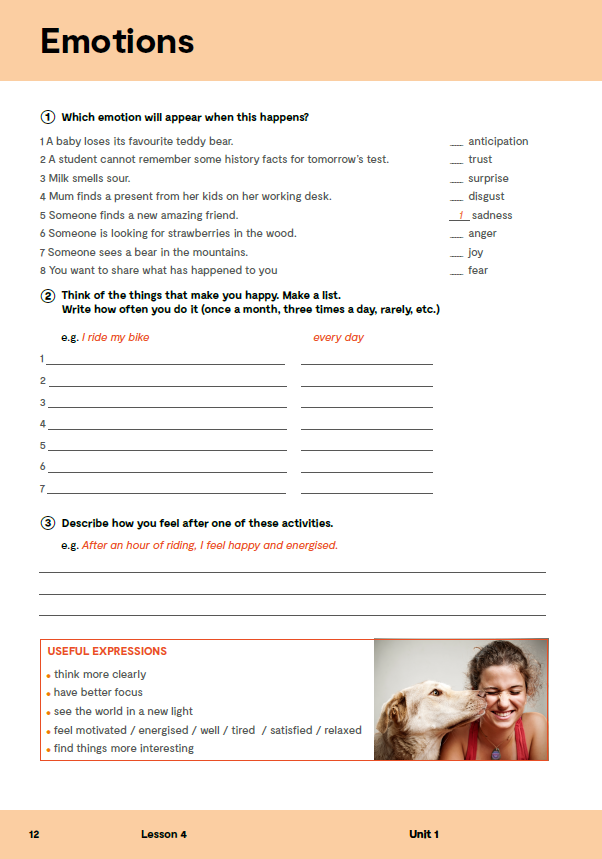 Emotions
1 Which emotion will appear when this happens?
1 A baby loses its favourite teddy bear. __ anticipation
2 A student cannot remember some history facts for tomorrow's test. __ trust
3 Milk smells sour. __ surprise
4 Mum finds a present from her kids on her working desk. __ disgust
5 Someone finds a new amazing friend. _1_ sadness
6 Someone is looking for strawberries in the wood. __ anger
7 Someone sees a bear in the mountains. __ joy
8 You want to share what has happened to you __ fear
2 Think of the things that make you happy. Make a list.
Write how often you do it (once a month, three times a day, rarely, etc.)
e.g. I ride my bike every day
1
2
3
4
5
6
7
3 Describe how you feel after one of these activities.
e.g. After an hour of riding, I feel happy and energised.
USEFUL EXPRESSIONS
• think more clearly
• have better focus
• see the world in a new light
• feel motivated / energised / well / tired / satisfied / relaxed
• find things more interesting
12 Lesson 4 Unit 1